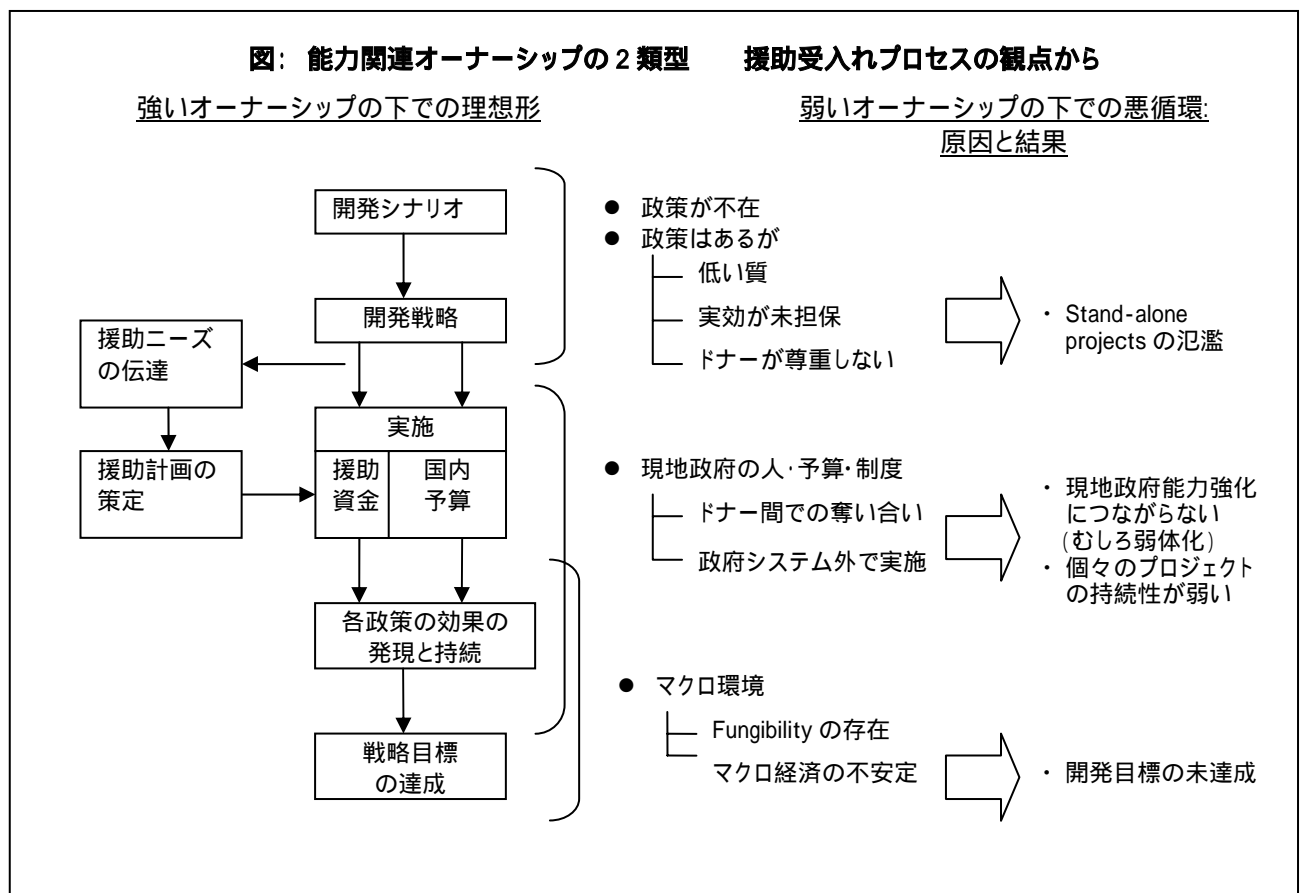 図: 能力関連オーナーシップの2類型　　援助受入れプロセスの観点から
強いオーナーシップの下での理想形
弱いオーナーシップの下での悪循環:
原因と結果
開発シナリオ
開発戦略
援助ニーズ
の伝達
援助計画の
策定
実施
援助
資金
国内
予算
各政策の効果の
発現と持続
戦略目標
の達成
● 政策が不在
● 政策はあるが
低い質
実効が未担保
ドナーが尊重しない
・ Stand-alone
projects の氾濫
● 現地政府の人・予算・制度
ドナー間での奪い合い
政府システム外で実施
・ 現地政府能力強化
につながらない
(むしろ弱体化)
・ 個々のプロジェクト
の持続性が弱い
● マクロ環境
Fungibility の存在
マクロ経済の不安定
・ 開発目標の未達成